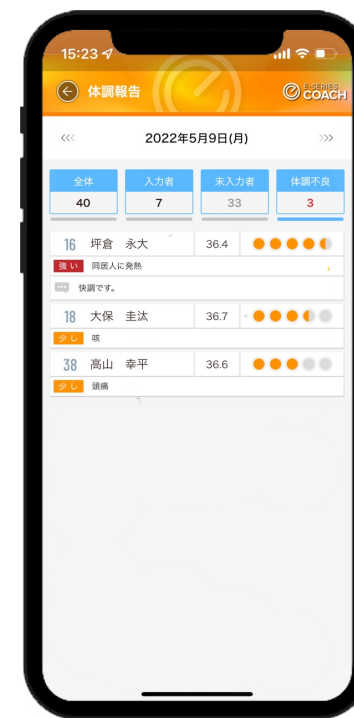 15:23
体調報告
E-SERIES
COACH
2022年5月9日(月)
全体 入力者 未入力者 体調不良
40 7 33 3
16 坪倉 永大 36.4
強い 同居人に発熱
快調です。
18 大保 圭汰 36.7
少し 咳
38 高山 幸平 36.6
少し 頭痛